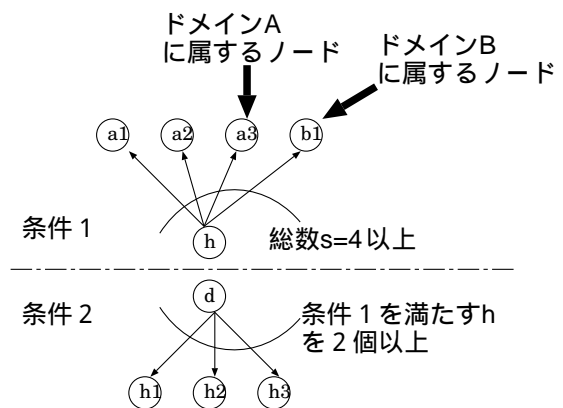 ドメインA
に属するノード
ドメインB
に属するノード
a1
a2
a3
b1
条件１
h
総数s=4以上
d
条件２
条件１を満たすh
を２個以上
h1
h2
h3